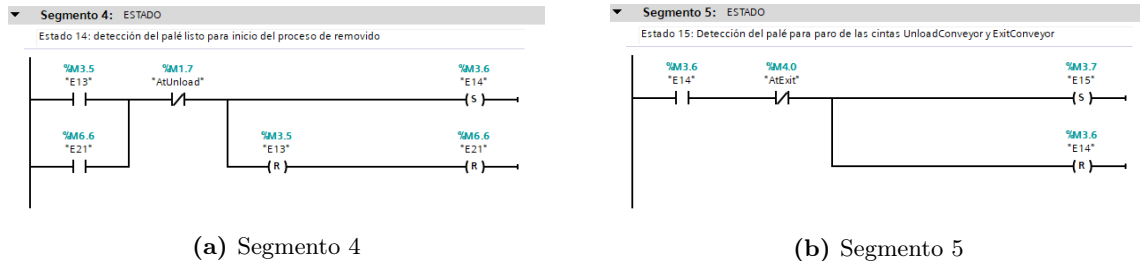 Segmento 4: ESTADO
Estado 14: detección del palé listo para inicio del proceso de removido
%M3.5
"E13"
%M1.7
"AtUnload"
%M3.6
"E14"
S
%M6.6
"E21"
%M3.5
"E13"
R
%M6.6
"E21"
R
(a) Segmento 4
Segmento 5: ESTADO
Estado 15: Detección del palé para paro de las cintas UnloadConveyor y ExitConveyor
%M3.6
"E14"
%M4.0
"AtExit"
%M3.7
"E15"
S
%M3.6
"E14"
R
(b) Segmento 5